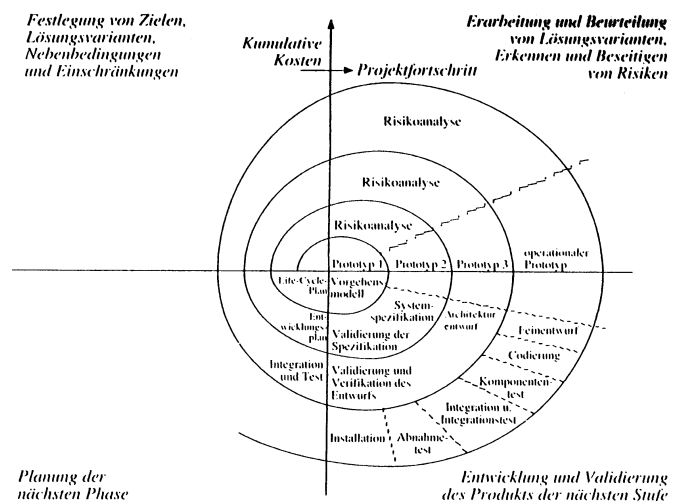 Festlegung von Zielen,
Lösungsvarianten,
Nebenbedingungen
und Einschränkungen
Kumulative
Kosten
Projektfortschritt
Erarbeitung und Beurteilung
von Lösungsvarianten,
Erkennen und Beseitigen
von Risiken
Risikoanalyse
Risikoanalyse
Risikoanalyse
Prototyp 1
Prototyp 2
Prototyp 3
operationaler
Prototyp
Life-Cycle-
Plan
Vorgehens
modell
Ent-
wicklungs-
plan
System-
spezifikation
Validierung der
Spezifikation
Architektur
entwurf
Feinentwurf
Codierung
Komponenten-
test
Integration u.
Integrationstest
Integration
und Test
Validierung und
Verifikation des
Entwurfs
Installation
Abnahme-
test
Planung der
nächsten Phase
Entwicklung und Validierung
des Produkts der nächsten Stufe